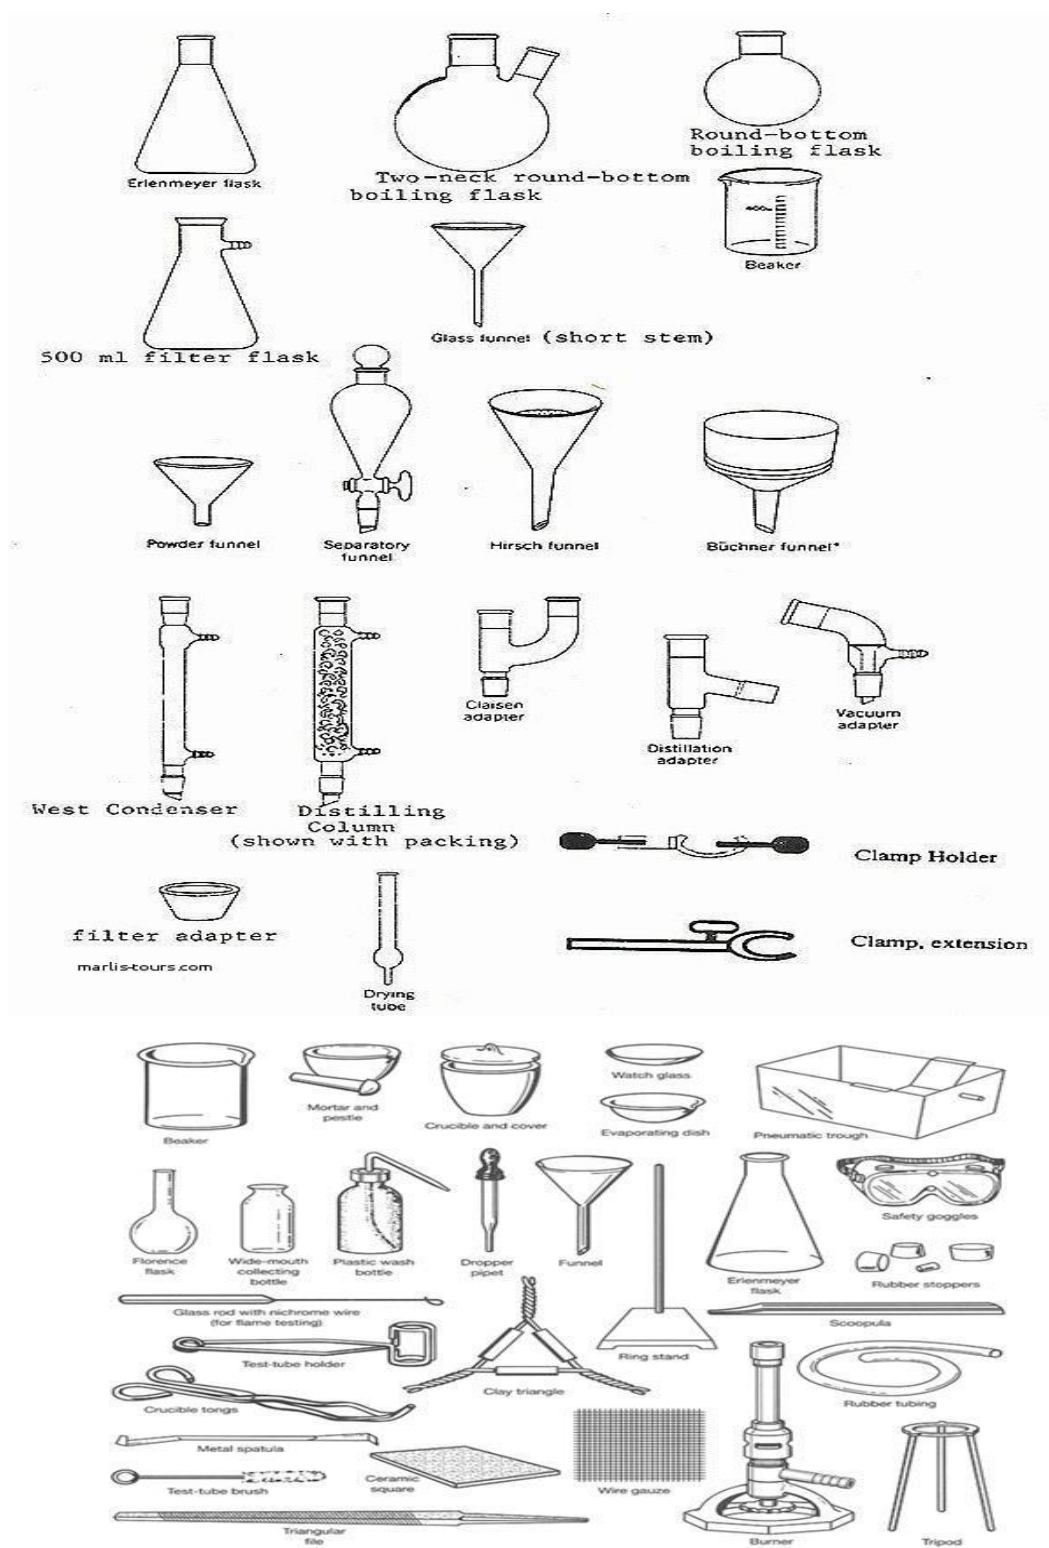 Erlenmeyer flask
Two-neck round-bottom
boiling flask
Round-bottom
boiling flask
400
Beaker
500 ml filter flask
Glass funnel (short stem)
Powder funnel
Separatory
funnel
Hirsch funnel
Büchner funnel*
West Condenser
Distilling
Column
(shown with packing)
Claisen
adapter
Distillation
adapter
Vacuum
adapter
Clamp Holder
filter adapter
marlis-tours.com
Drying
tube
Clamp, extension
Beaker
Mortar and
pestle
Crucible and cover
Watch glass
Evaporating dish
Pneumatic trough
Florence
flask
Wide-mouth
collecting
bottle
Plastic wash
bottle
Dropper
pipet
Funnel
Erlenmeyer
flask
Safety goggles
Rubber stoppers
Glass rod with nichrome wire
(for flame testing)
Scoopula
Test-tube holder
Ring stand
Clay triangle
Crucible tongs
Rubber tubing
Metal spatula
Ceramic
square
Test-tube brush
Wire gauze
Triangular
file
Burner
Tripod